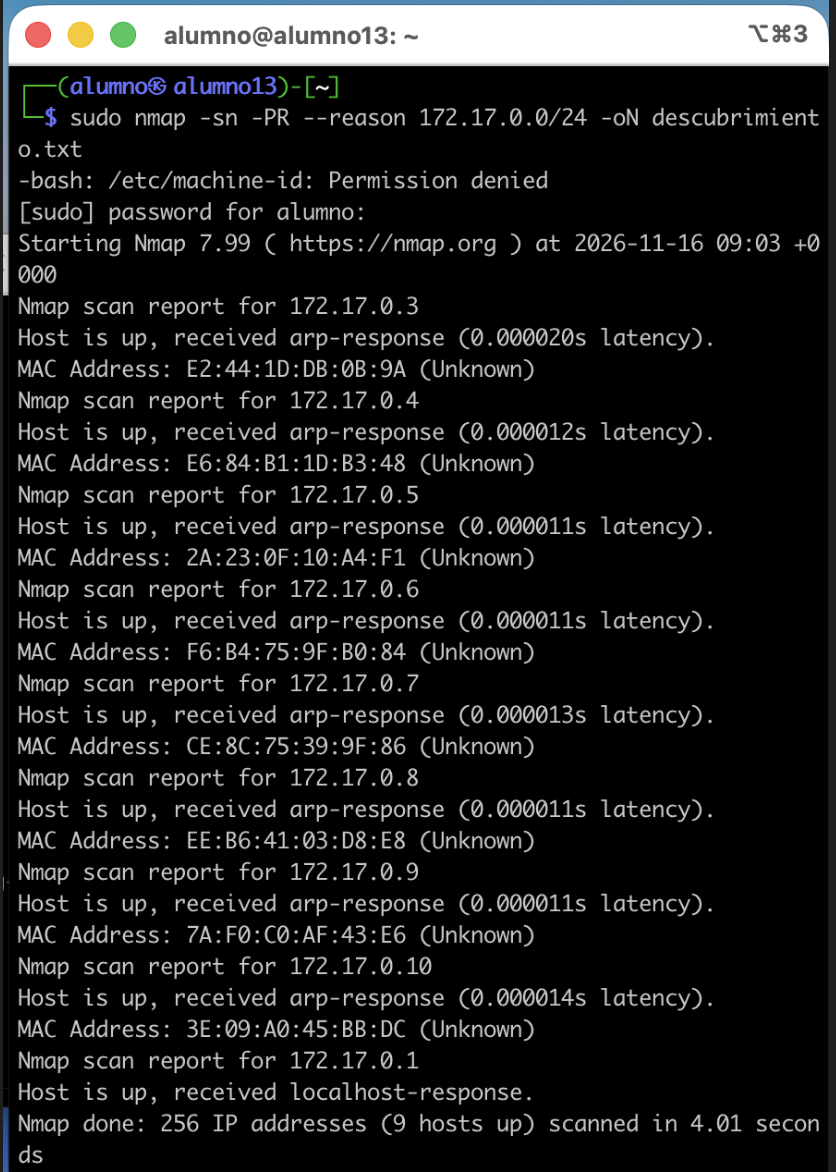 alumno@alumno13: ~ ⌥⌘3
┌──(alumno㉿ alumno13)-[~]
└─$ sudo nmap -sn -PR --reason 172.17.0.0/24 -oN descubrimient
o.txt
-bash: /etc/machine-id: Permission denied
[sudo] password for alumno:
Starting Nmap 7.99 ( https://nmap.org ) at 2026-11-16 09:03 +0
000
Nmap scan report for 172.17.0.3
Host is up, received arp-response (0.000020s latency).
MAC Address: E2:44:1D:DB:0B:9A (Unknown)
Nmap scan report for 172.17.0.4
Host is up, received arp-response (0.000012s latency).
MAC Address: E6:84:B1:1D:B3:48 (Unknown)
Nmap scan report for 172.17.0.5
Host is up, received arp-response (0.000011s latency).
MAC Address: 2A:23:0F:10:A4:F1 (Unknown)
Nmap scan report for 172.17.0.6
Host is up, received arp-response (0.000011s latency).
MAC Address: F6:B4:75:9F:B0:84 (Unknown)
Nmap scan report for 172.17.0.7
Host is up, received arp-response (0.000013s latency).
MAC Address: CE:8C:75:39:9F:86 (Unknown)
Nmap scan report for 172.17.0.8
Host is up, received arp-response (0.000011s latency).
MAC Address: EE:B6:41:03:D8:E8 (Unknown)
Nmap scan report for 172.17.0.9
Host is up, received arp-response (0.000011s latency).
MAC Address: 7A:F0:C0:AF:43:E6 (Unknown)
Nmap scan report for 172.17.0.10
Host is up, received arp-response (0.000014s latency).
MAC Address: 3E:09:A0:45:BB:DC (Unknown)
Nmap scan report for 172.17.0.1
Host is up, received localhost-response.
Nmap done: 256 IP addresses (9 hosts up) scanned in 4.01 secon
ds